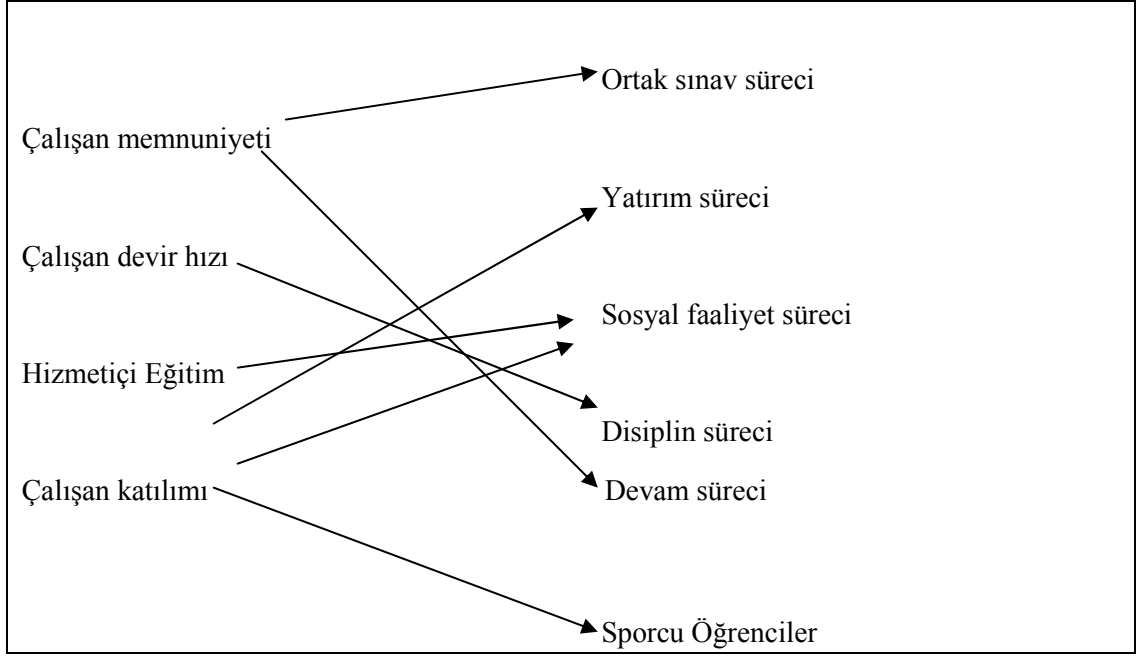 Ortak sınav süreci
Çalışan memnuniyeti
Yatırım süreci
Çalışan devir hızı
Sosyal faaliyet süreci
Hizmetiçi Eğitim
Disiplin süreci
Çalışan katılımı
Devam süreci
Sporcu Öğrenciler